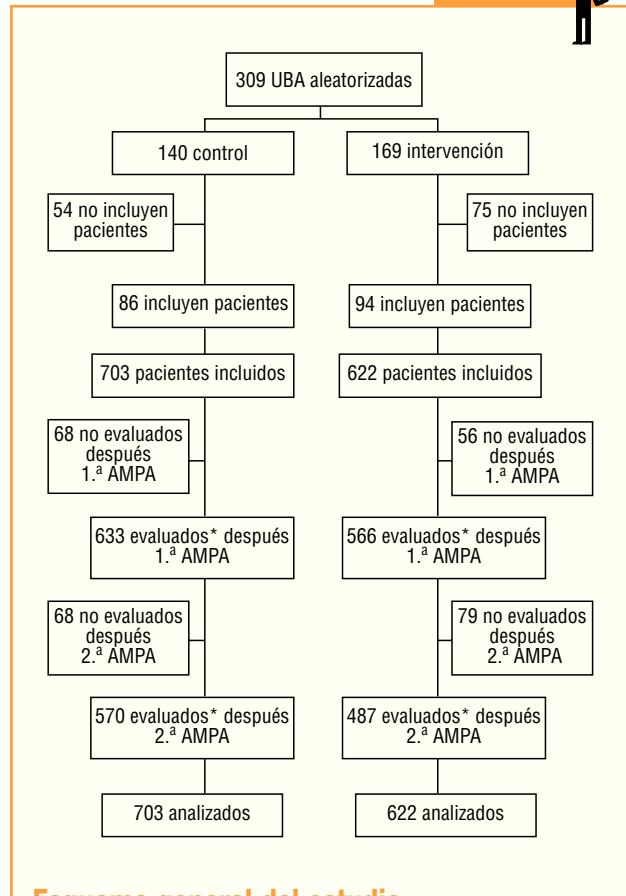 309 UBA aleatorizadas
140 control
169 intervención
54 no incluyen
pacientes
75 no incluyen
pacientes
86 incluyen pacientes
94 incluyen pacientes
703 pacientes incluidos
622 pacientes incluidos
68 no evaluados
después
1.ª AMPA
56 no evaluados
después
1.ª AMPA
633 evaluados* después
1.ª AMPA
566 evaluados* después
1.ª AMPA
68 no evaluados
después
2.ª AMPA
79 no evaluados
después
2.ª AMPA
570 evaluados* después
2.ª AMPA
487 evaluados* después
2.ª AMPA
703 analizados
622 analizados
Esquema general del estudio